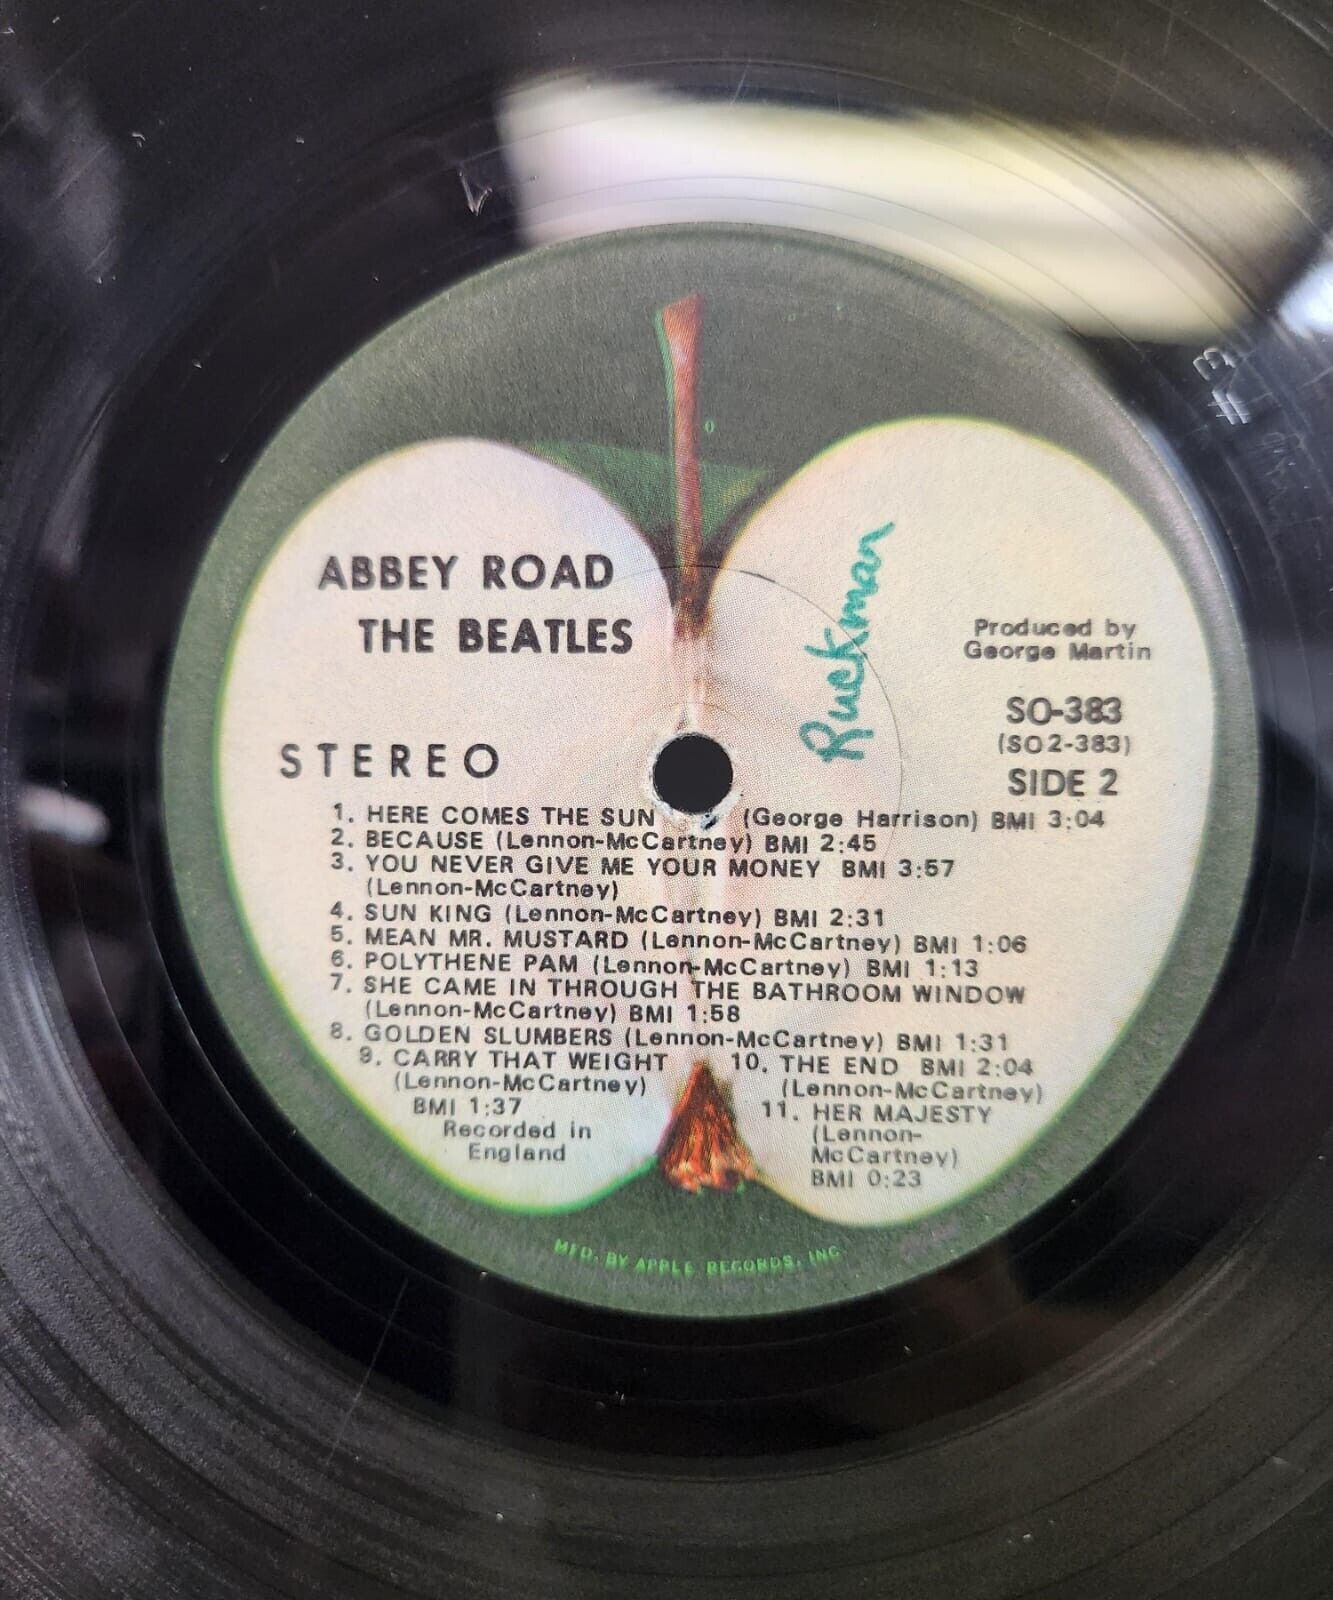 ABBEY ROAD
THE BEATLES
Ruckman
Produced by
George Martin
SO-383
(SO2-383)
STEREO
SIDE 2
1. HERE COMES THE SUN (George Harrison) BMI 3:04
2. BECAUSE (Lennon-McCartney) BMI 2:45
3. YOU NEVER GIVE ME YOUR MONEY BMI 3:57
(Lennon-McCartney)
4. SUN KING (Lennon-McCartney) BMI 2:31
5. MEAN MR. MUSTARD (Lennon-McCartney) BMI 1:06
6. POLYTHENE PAM (Lennon-McCartney) BMI 1:13
7. SHE CAME IN THROUGH THE BATHROOM WINDOW
(Lennon-McCartney) BMI 1:58
8. GOLDEN SLUMBERS (Lennon-McCartney) BMI 1:31
9. CARRY THAT WEIGHT
(Lennon-McCartney)
BMI 1:37
Recorded in
England
10. THE END BMI 2:04
(Lennon-McCartney)
11. HER MAJESTY
(Lennon-
McCartney)
BMI 0:23
MFD. BY APPLE RECORDS, INC